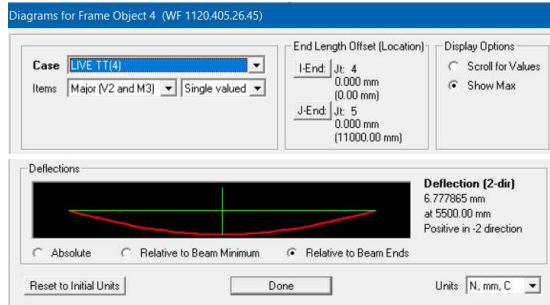 Diagrams for Frame Object 4 (WF 1120.405.26.45)
Case LIVE TT(4)
Items Major (V2 and M3) Single valued
End Length Offset (Location)
I-End: Jt: 4
0.000 mm
(0.00 mm)
J-End: Jt: 5
0.000 mm
(11000.00 mm)
Display Options
Scroll for Values
Show Max
Deflections
Deflection (2-dir)
6.777865 mm
at 5500.00 mm
Positive in -2 direction
Absolute Relative to Beam Minimum Relative to Beam Ends
Reset to Initial Units Done Units N, mm, C